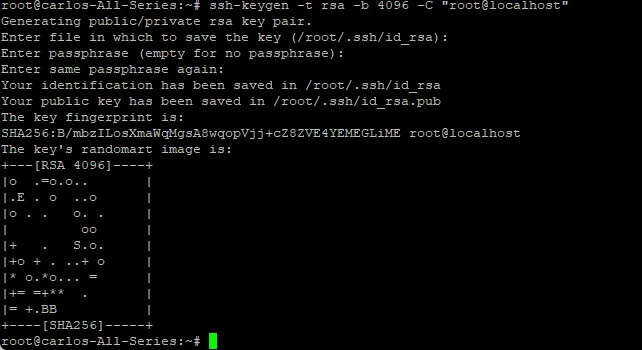 root@carlos-All-Series:~# ssh-keygen -t rsa -b 4096 -C "root@localhost"
Generating public/private rsa key pair.
Enter file in which to save the key (/root/.ssh/id_rsa):
Enter passphrase (empty for no passphrase):
Enter same passphrase again:
Your identification has been saved in /root/.ssh/id_rsa
Your public key has been saved in /root/.ssh/id_rsa.pub
The key fingerprint is:
SHA256:B/mbzILosXmaWqMgsA8wqopVjj+cZ8ZVE4YEMEGLiME root@localhost
The key's randomart image is:
+---[RSA 4096]----+
|o  .=o.o..       |
|.E . o  ..o      |
|o . .   o. .     |
|         oo      |
|+   .   S.o.     |
|+o + . ..+ o     |
|* o.*o... =      |
|+= =+**  .       |
|= +.BB           |
+----[SHA256]-----+
root@carlos-All-Series:~#